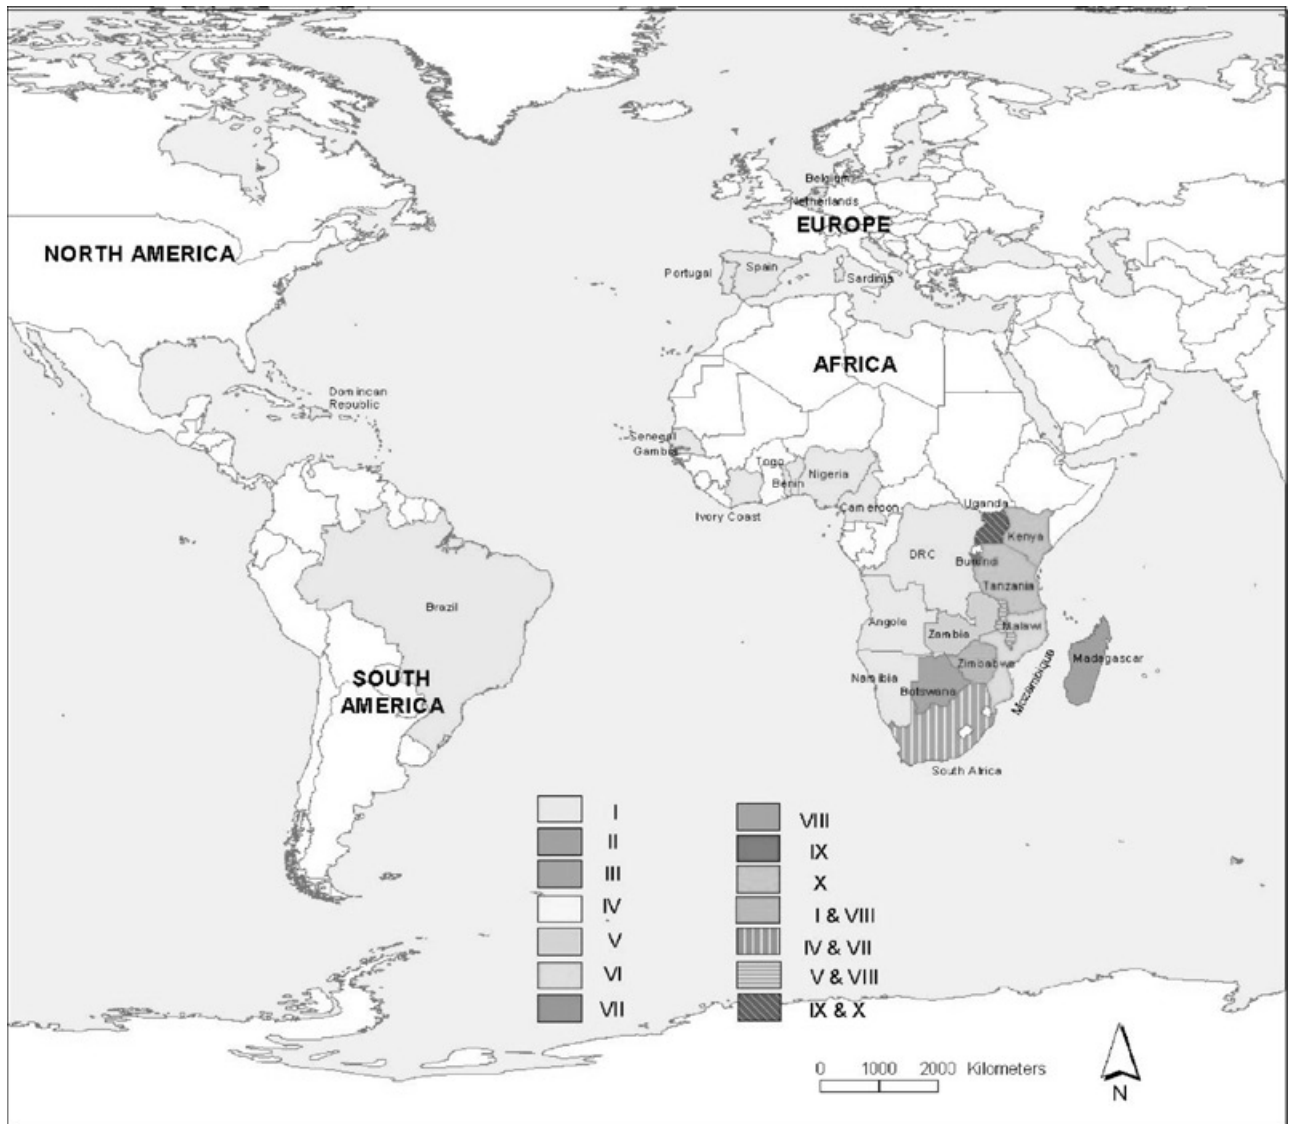 Belgium
Netherlands
EUROPE
NORTH AMERICA
Portugal
Spain
Sardinia
AFRICA
Dominican
Republic
Senegal
Gambia
Togo
Benin
Nigeria
Ivory Coast
Cameroon
Uganda
Kenya
DRC
Burundi
Tanzania
Brazil
Angola
Zambia
Malawi
Zimbabwe
Mozambique
Madagascar
Namibia
Botswana
SOUTH
AMERICA
South Africa
I
II
III
IV
V
VI
VII
VIII
IX
X
I & VIII
IV & VII
V & VIII
IX & X
0 1000 2000 Kilometers
N